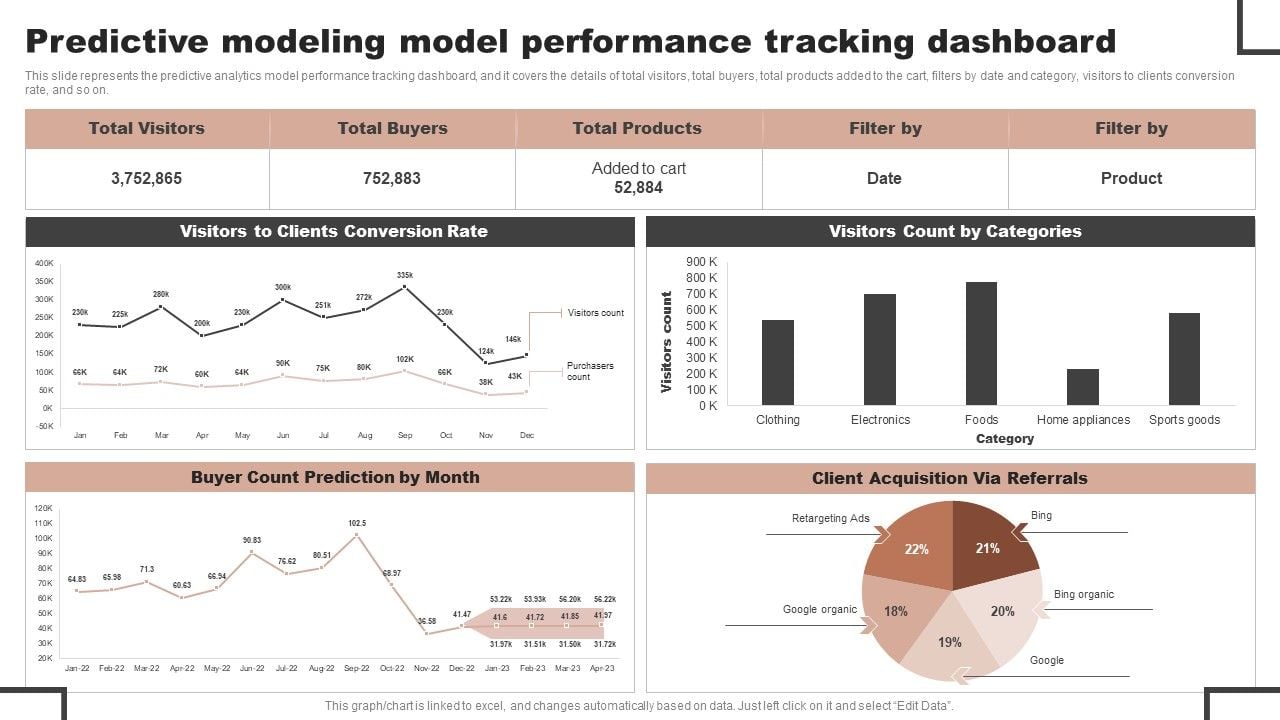 Predictive modeling model performance tracking dashboard
This slide represents the predictive analytics model performance tracking dashboard, and it covers the details of total visitors, total buyers, total products added to the cart, filters by date and category, visitors to clients conversion
rate, and so on.
Total Visitors
Total Buyers
Total Products
Filter by
Filter by
3,752,865
752,883
Added to cart
52,884
Date
Product
Visitors to Clients Conversion Rate
400K
350K
300K
250K
200K
150K
100K
50K
0K
-50K
230k
225k
280k
200k
230k
300k
251k
272k
335k
230k
124k
146k
66K
64K
72K
60K
64K
90K
75K
80K
102K
66K
38K
43K
Visitors count
Purchasers
count
Jan
Feb
Mar
Apr
May
Jun
Jul
Aug
Sep
Oct
Nov
Dec
Visitors Count by Categories
Visitors count
900 K
800 K
700 K
600 K
500 K
400 K
300 K
200 K
100 K
0 K
Clothing
Electronics
Foods
Home appliances
Sports goods
Category
Buyer Count Prediction by Month
120K
110K
100K
90K
80K
70K
60K
50K
40K
30K
20K
64.83
65.98
71.3
60.63
66.94
90.83
76.62
80.51
102.5
68.97
36.58
41.47
53.22k
53.93k
56.20k
56.22k
41.6
41.72
41.85
41.97
31.97k
31.51k
31.50k
31.72k
Jan-22
Feb-22
Mar-22
Apr-22
May-22
Jun-22
Jul-22
Aug-22
Sep-22
Oct-22
Nov-22
Dec-22
Jan-23
Feb-23
Mar-23
Apr-23
Client Acquisition Via Referrals
Retargeting Ads
22%
21%
Bing
Google organic
18%
20%
Bing organic
19%
Google
This graph/chart is linked to excel, and changes automatically based on data. Just left click on it and select “Edit Data”.